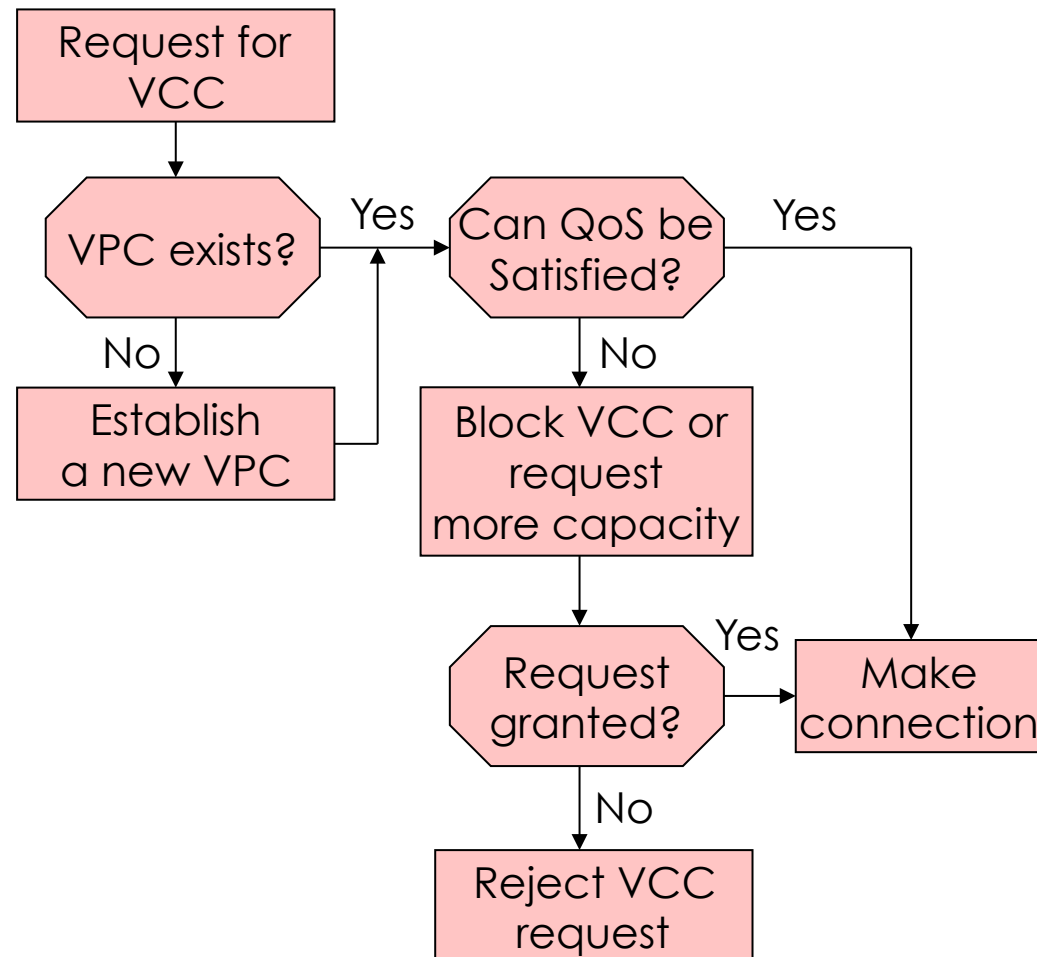 Request for
VCC
VPC exists?
Yes
Can QoS be
Satisfied?
Yes
No
Establish
a new VPC
No
Block VCC or
request
more capacity
Request
granted?
Yes
Make
connection
No
Reject VCC
request